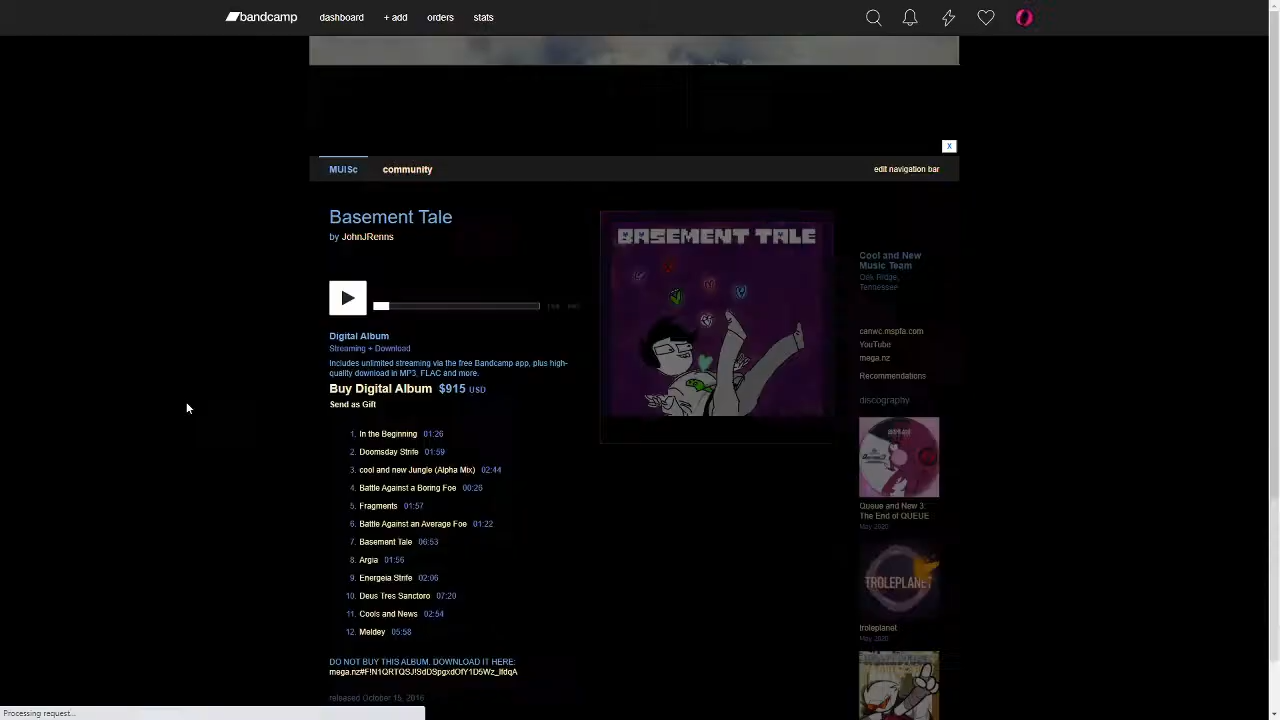 bandcamp dashboard + add orders stats
X
MUISc community edit navigation bar
Basement Tale
by JohnJRenns
BASEMENT TALE
Digital Album
Streaming + Download
Includes unlimited streaming via the free Bandcamp app, plus high-
quality download in MP3, FLAC and more.
Buy Digital Album $915 USD
Send as Gift
1. In the Beginning 01:26
2. Doomsday Strife 01:59
3. cool and new Jungle (Alpha Mix) 02:44
4. Battle Against a Boring Foe 00:26
5. Fragments 01:57
6. Battle Against an Average Foe 01:22
7. Basement Tale 06:53
8. Argia 01:56
9. Energeia Strife 02:06
10. Deus Tres Sanctoro 07:20
11. Cools and News 02:54
12. Meldey 05:58
DO NOT BUY THIS ALBUM. DOWNLOAD IT HERE:
released October 15, 2016
Cool and New
Music Team
Oak Ridge,
Tennessee
canwc.mspfa.com
YouTube
mega.nz
Recommendations
discography
Queue and New 3:
The End of QUEUE
May 2020
TROLEPLANET
troleplanet
May 2020
Processing request...